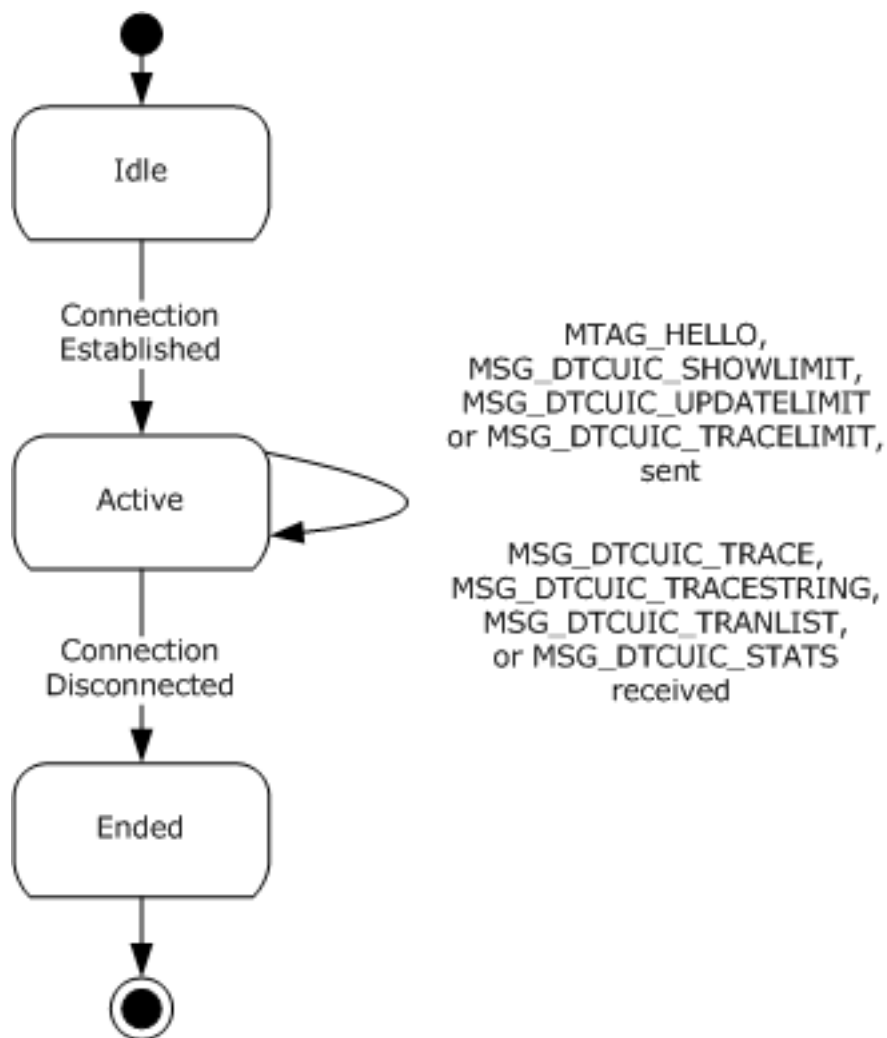 Idle
Connection
Established
MTAG_HELLO,
MSG_DTCUIC_SHOWLIMIT,
MSG_DTCUIC_UPDATELIMIT
or MSG_DTCUIC_TRACELIMIT,
sent
Active
MSG_DTCUIC_TRACE,
MSG_DTCUIC_TRACESTRING,
MSG_DTCUIC_TRANLIST,
or MSG_DTCUIC_STATS
received
Connection
Disconnected
Ended